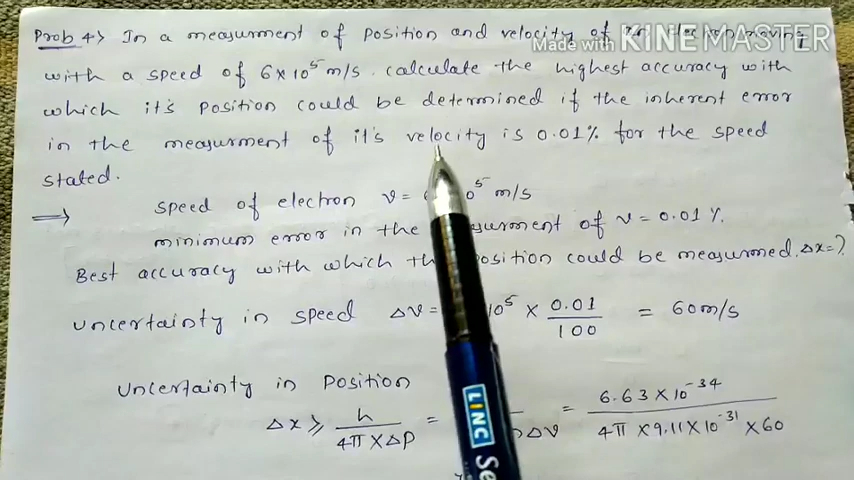 Made with KINEMASTER
Prob 4> In a measurment of position and velocity of
with a speed of 6×10⁵ m/s. calculate the highest accuracy with
which it's position could be determined if the inherent error
in the measurment of it's velocity is 0.01% for the speed
stated.
⇒ speed of electron v = 0⁵ m/s
minimum error in the surment of v = 0.01 %.
Best accuracy with which th position could be measurmed. Δx=?
uncertainty in speed Δv = 10⁵ × 0.01/100 = 60m/s
uncertainty in position
Δx ≥ h/4π×Δp = Δv = 6.63×10⁻³⁴/4π×9.11×10⁻³¹×60
LINC
Se